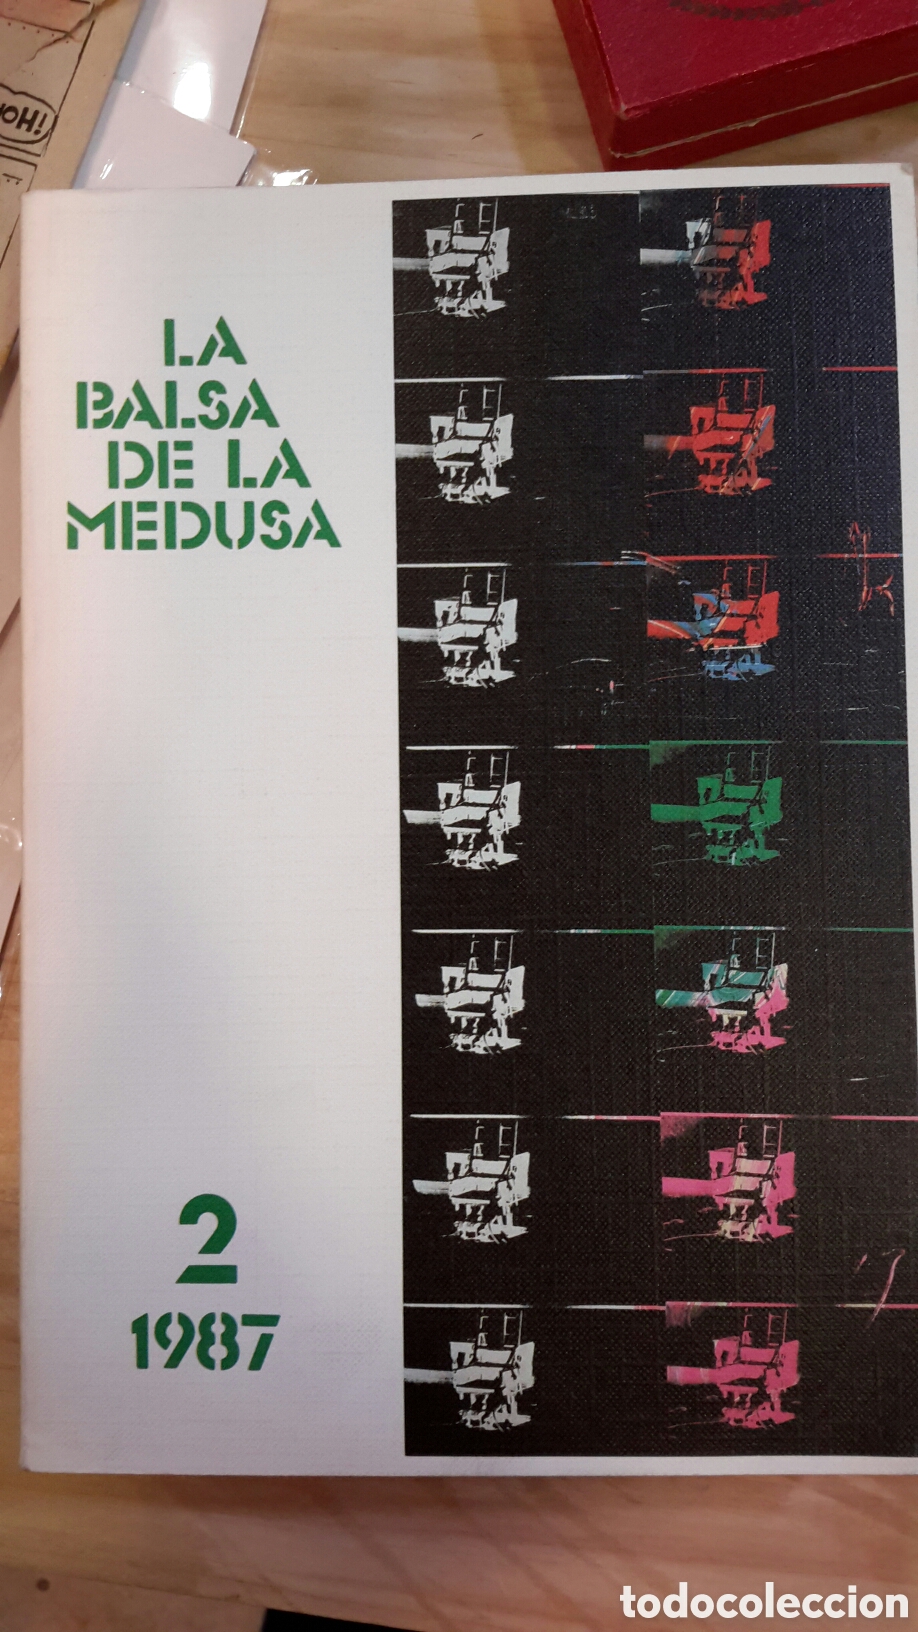 LA
BALSA
DE LA
MEDUSA
2
1987
todocoleccion